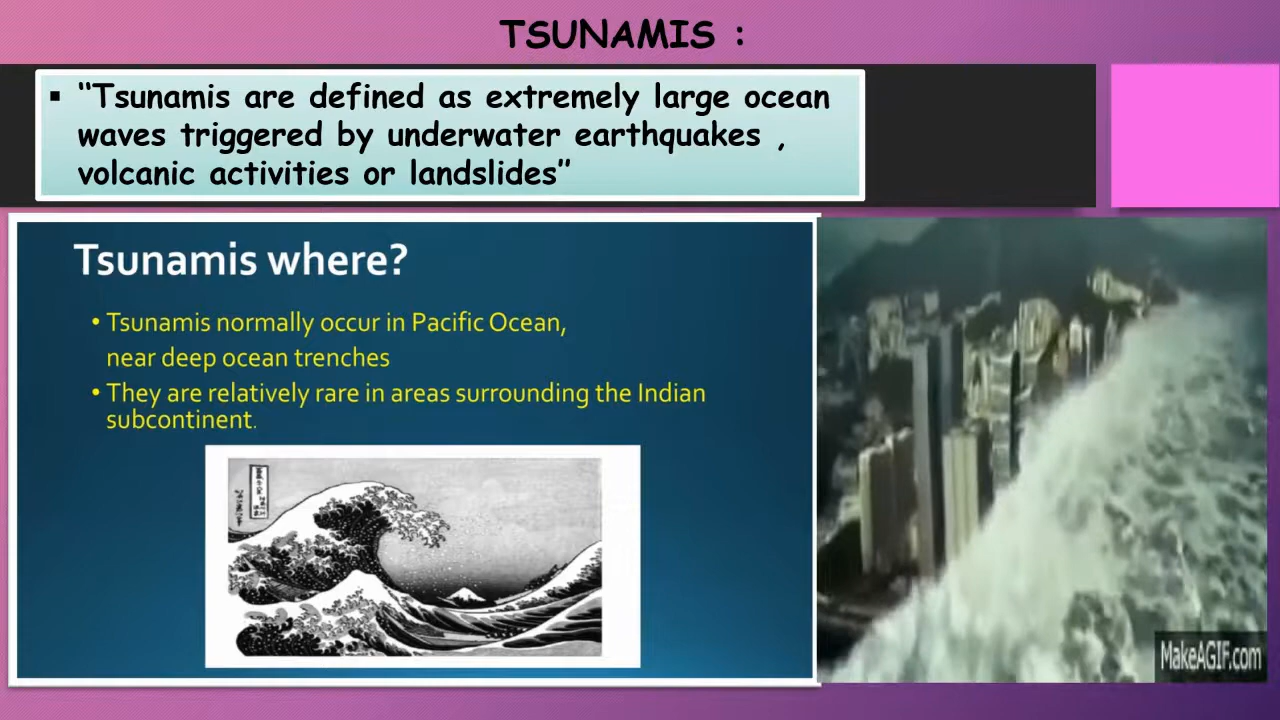 TSUNAMIS :
▪ “Tsunamis are defined as extremely large ocean
waves triggered by underwater earthquakes ,
volcanic activities or landslides”
Tsunamis where?
• Tsunamis normally occur in Pacific Ocean,
near deep ocean trenches
• They are relatively rare in areas surrounding the Indian
subcontinent.
MakeAGIF.com